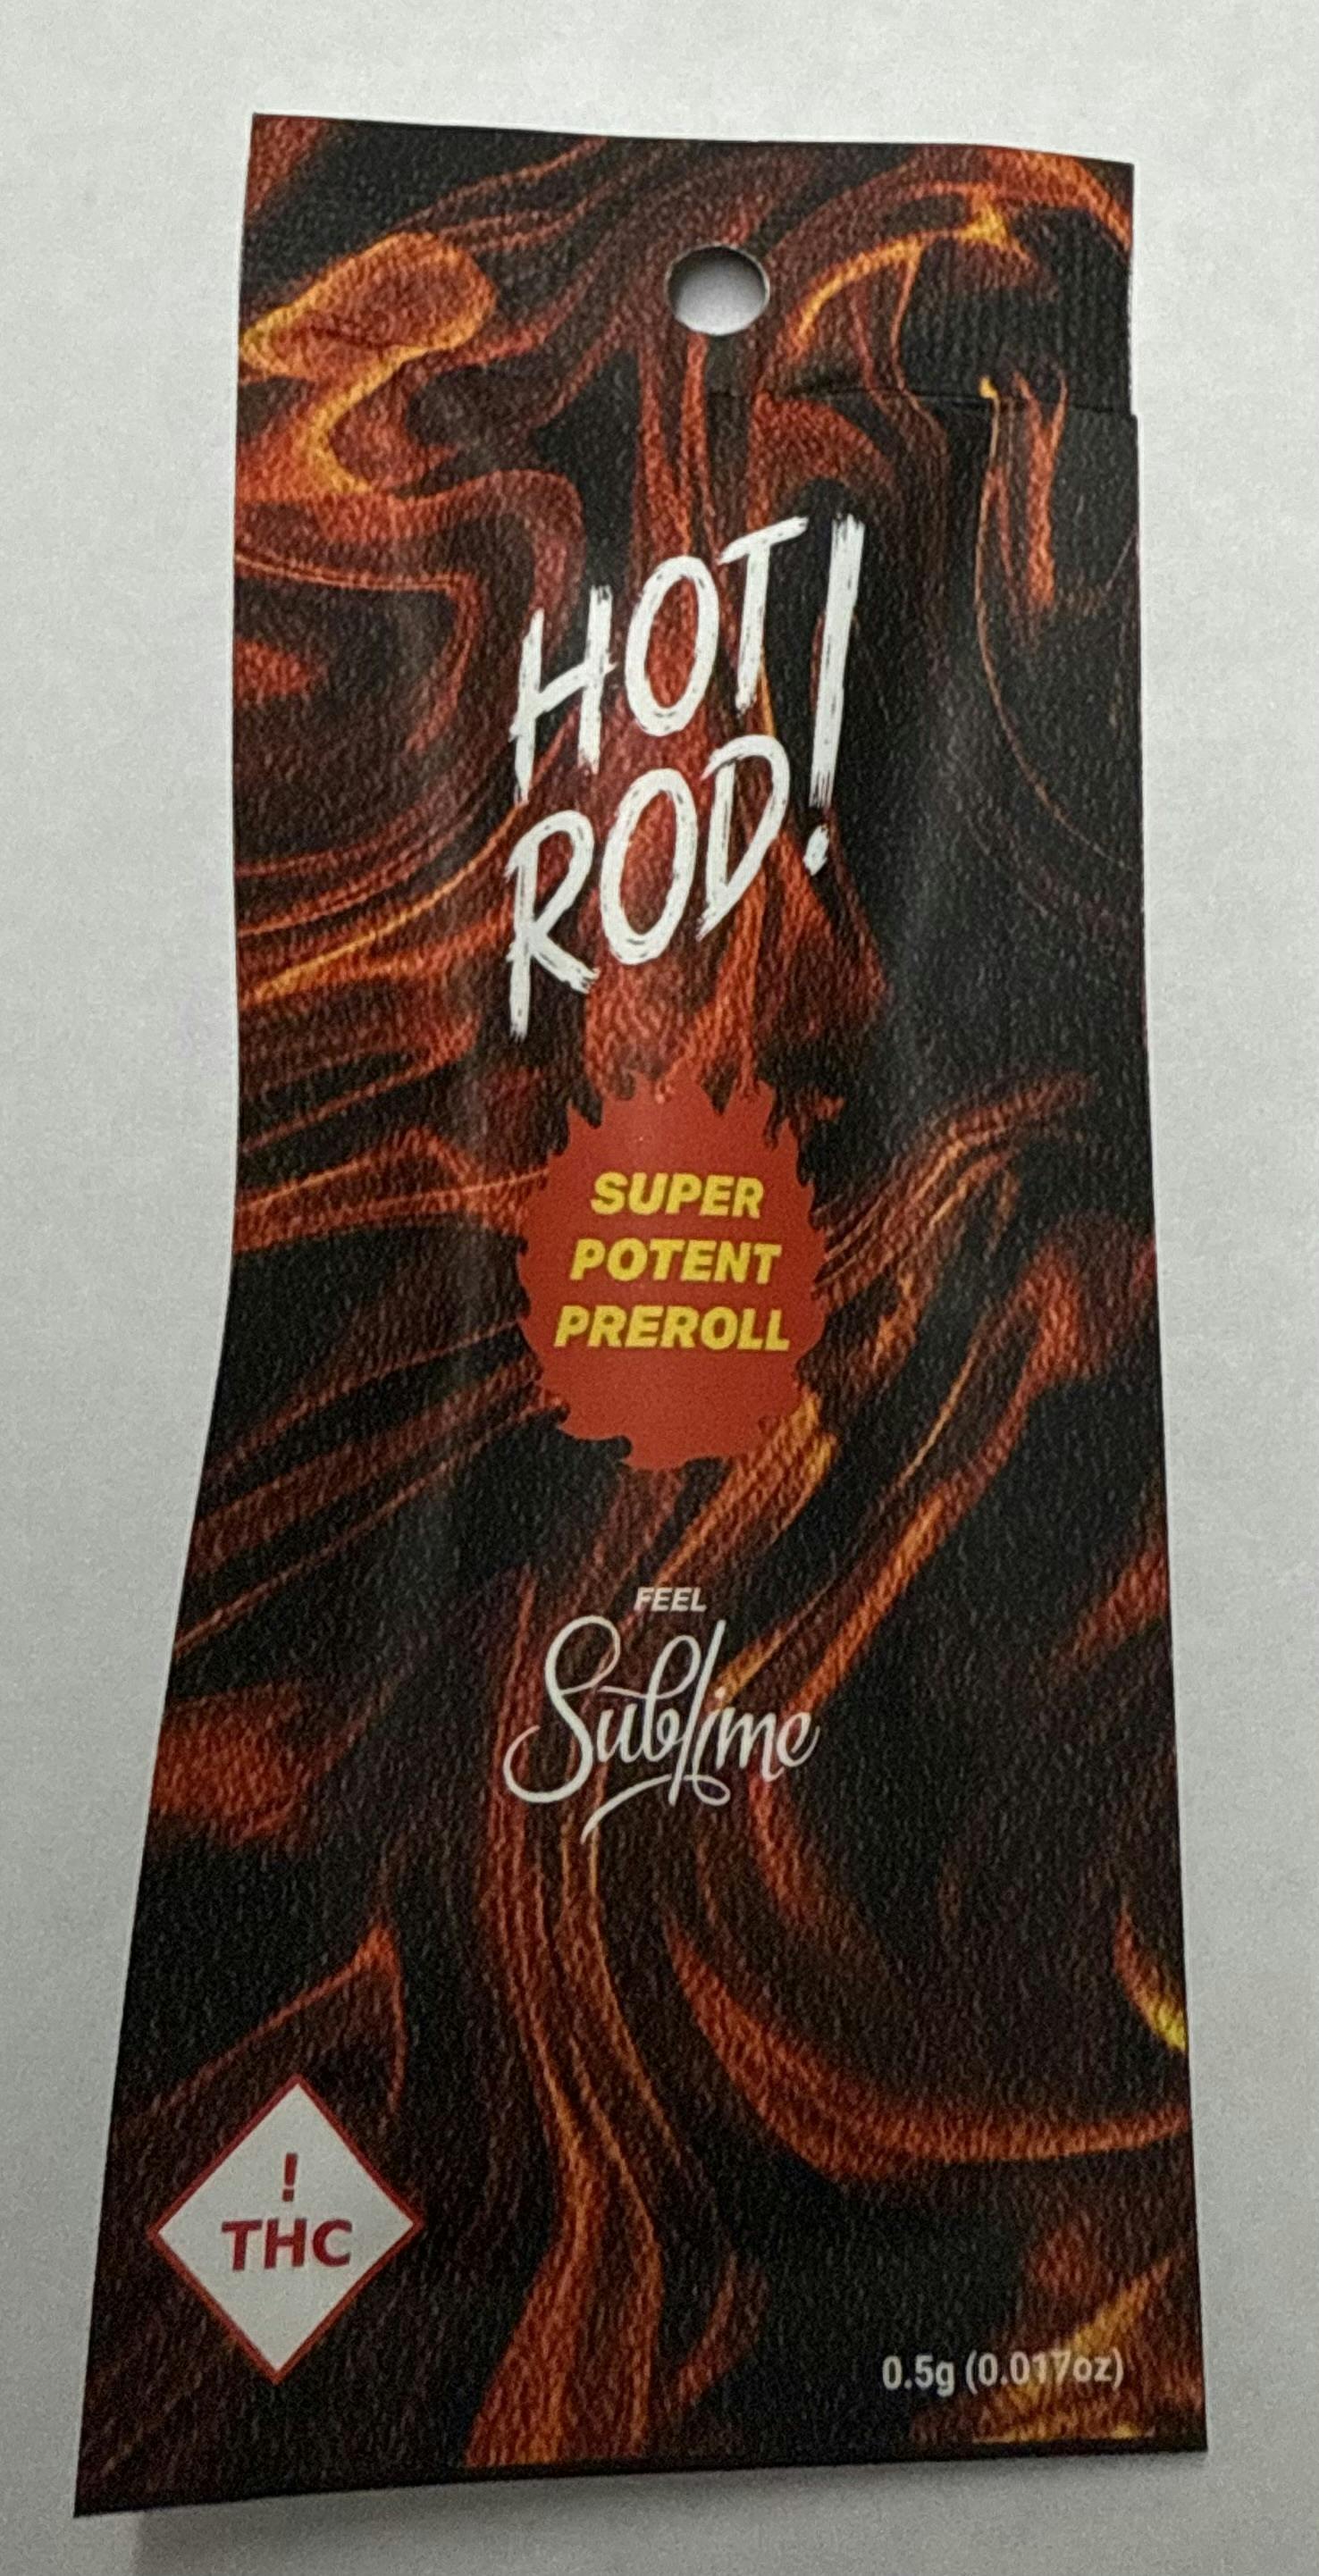 HOT
ROD!
SUPER
POTENT
PREROLL
FEEL
Sublime
!
THC
0.5g (0.017oz)